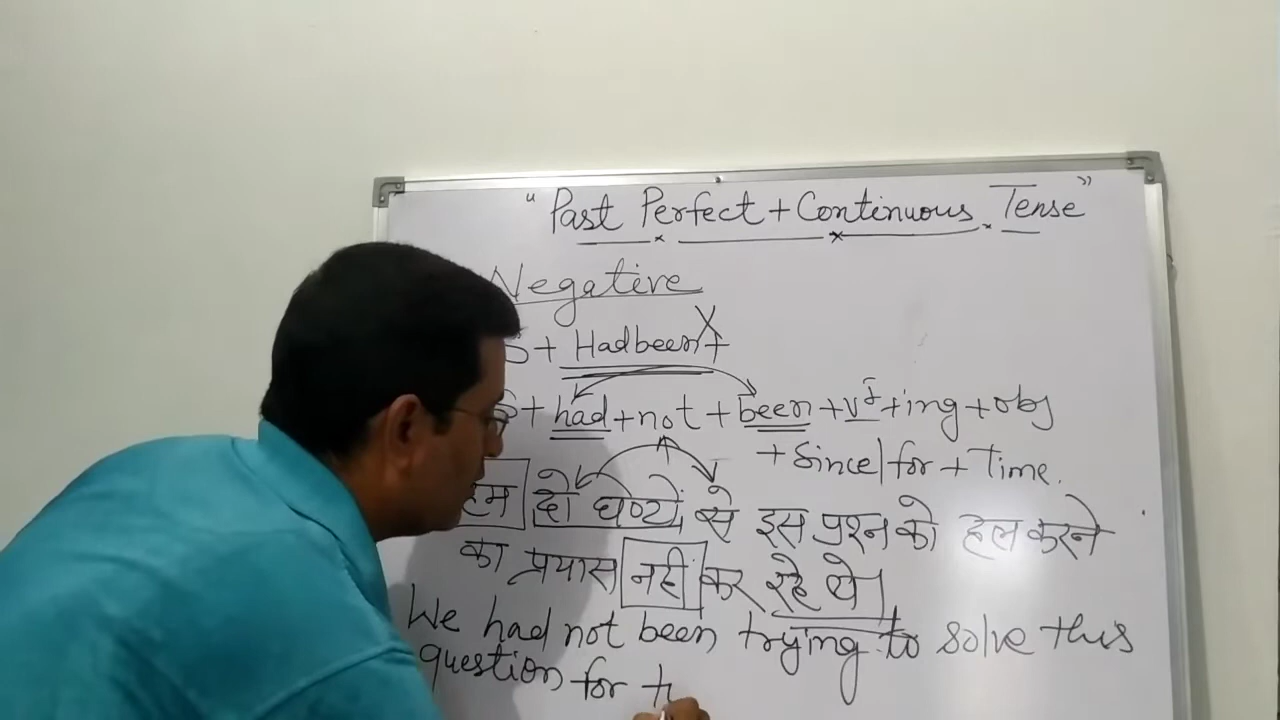 "Past Perfect + Continuous Tense"
Negative
S + Hadbeen +
S + had + not + been + V I + ing + obj
+ Since/for + Time.
हम दो घण्टों से इस प्रश्न को हल करने
का प्रयास नहीं कर रहे थे।
We had not been trying to solve this
question for